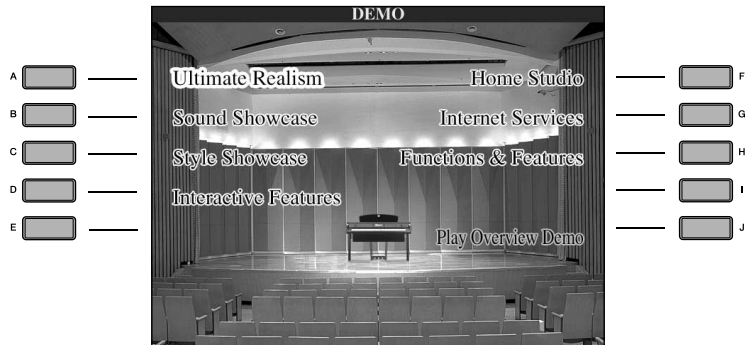 DEMO
A
Ultimate Realism
Home Studio
F
B
Sound Showcase
Internet Services
G
C
Style Showcase
Functions & Features
H
D
Interactive Features
I
E
Play Overview Demo
J